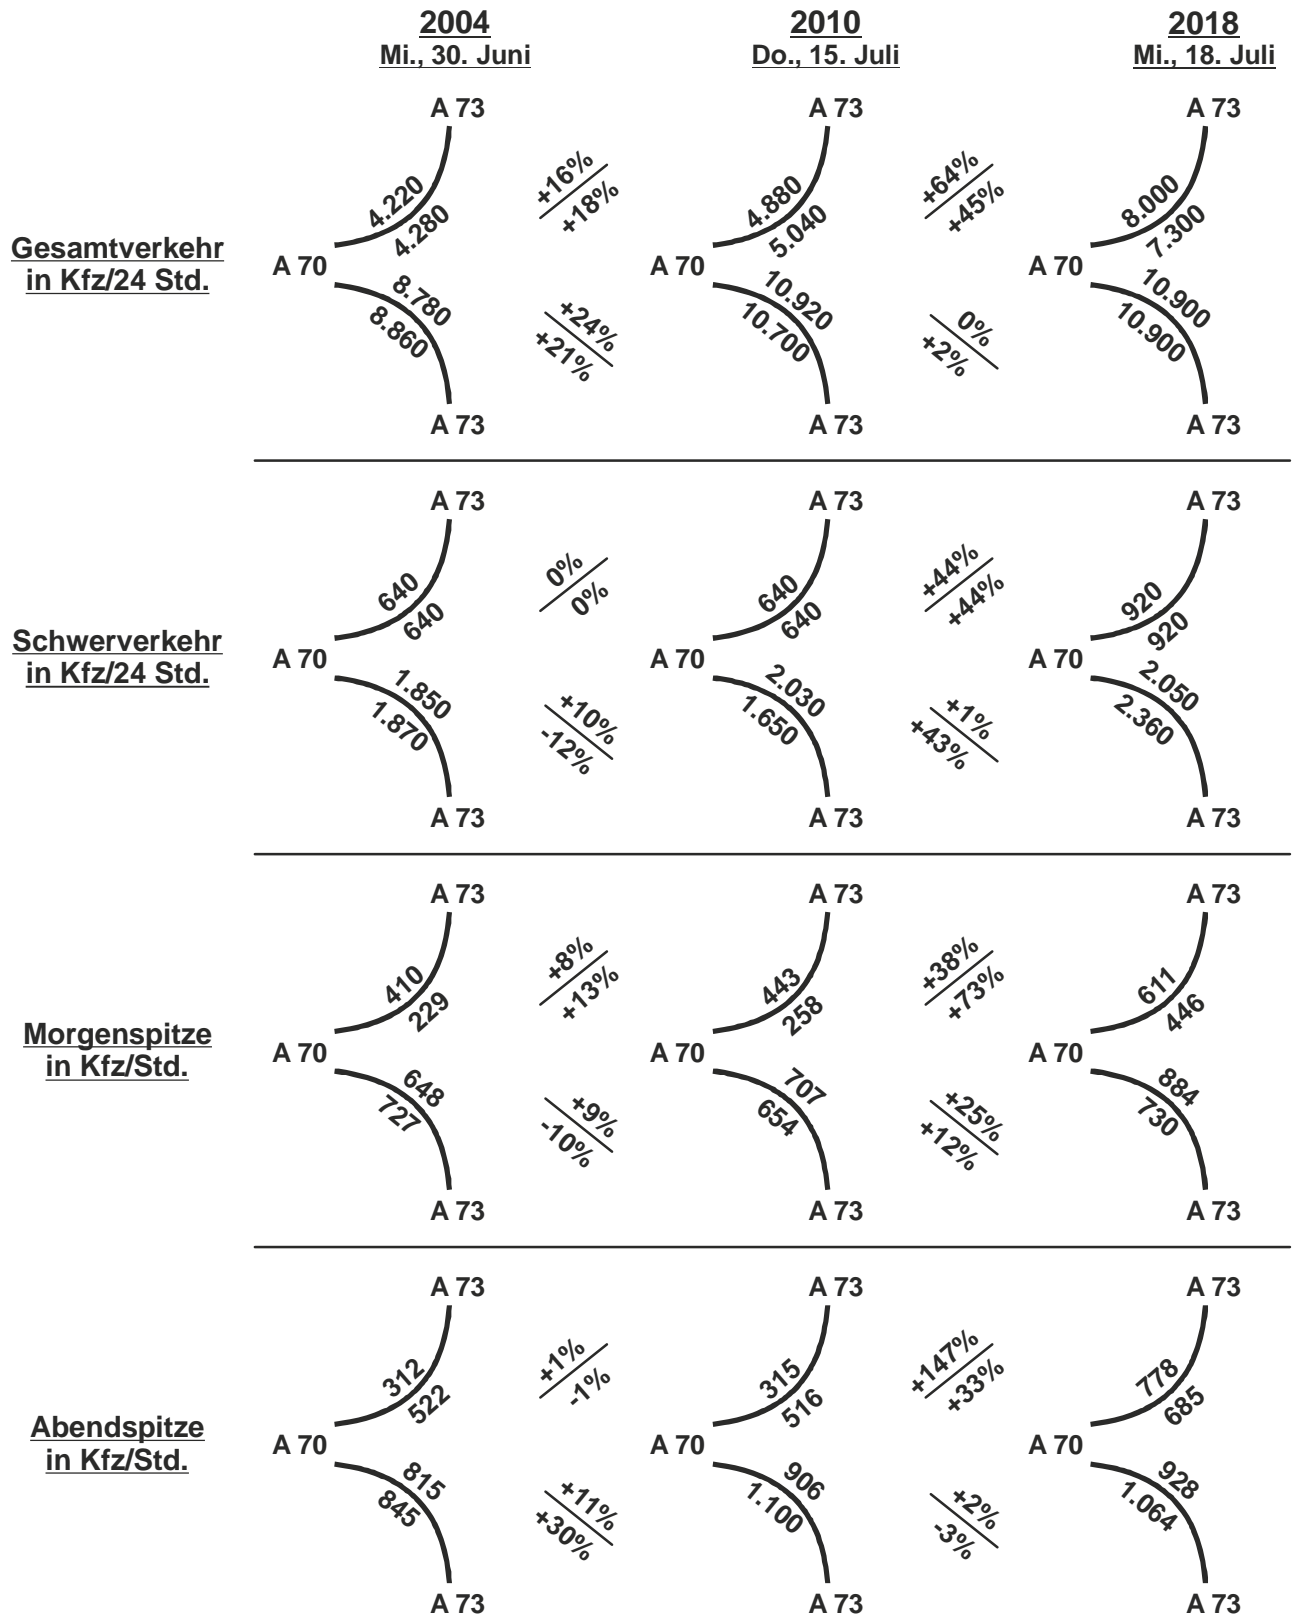 2004
Mi., 30. Juni
2010
Do., 15. Juli
2018
Mi., 18. Juli
Gesamtverkehr
in Kfz/24 Std.
A 73
4.220
4.280
A 70
8.780
8.860
A 73
+16%
+18%
+24%
+21%
A 73
4.880
5.040
A 70
10.920
10.700
A 73
+64%
+45%
0%
+2%
A 73
8.000
7.300
A 70
10.900
10.900
A 73
Schwerverkehr
in Kfz/24 Std.
A 73
640
640
A 70
1.850
1.870
A 73
0%
0%
+10%
-12%
A 73
640
640
A 70
2.030
1.650
A 73
+44%
+44%
+1%
+43%
A 73
920
920
A 70
2.050
2.360
A 73
Morgenspitze
in Kfz/Std.
A 73
410
229
A 70
648
727
A 73
+8%
+13%
+9%
-10%
A 73
443
258
A 70
707
654
A 73
+38%
+73%
+25%
+12%
A 73
611
446
A 70
884
730
A 73
Abendspitze
in Kfz/Std.
A 73
312
522
A 70
815
845
A 73
+1%
-1%
+11%
+30%
A 73
315
516
A 70
906
1.100
A 73
+147%
+33%
+2%
-3%
A 73
778
685
A 70
928
1.064
A 73